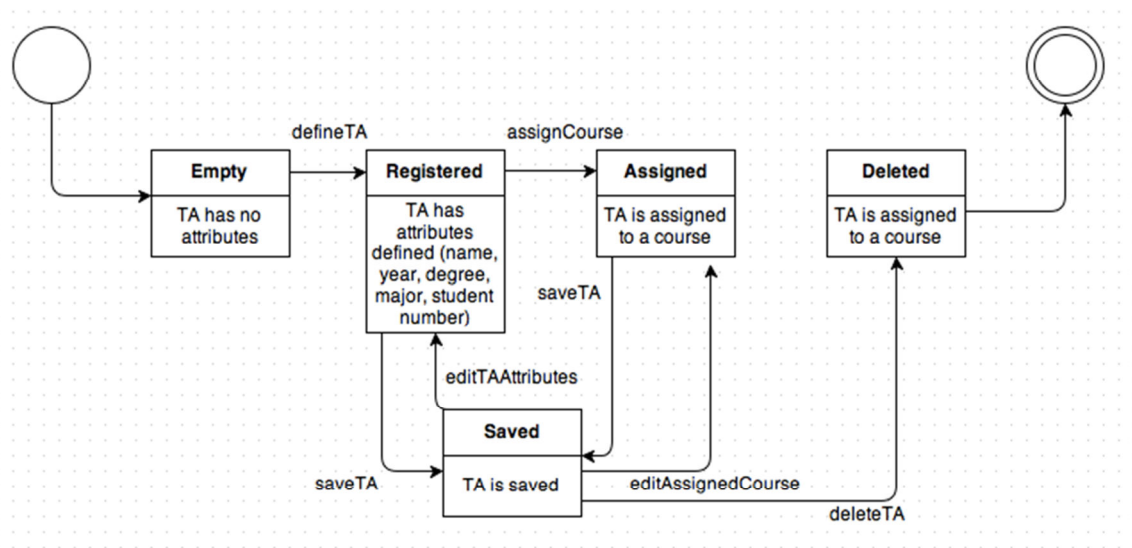 defineTA
assignCourse
Empty
TA has no
attributes
Registered
TA has
attributes
defined (name,
year, degree,
major, student
number)
Assigned
TA is assigned
to a course
Deleted
TA is assigned
to a course
saveTA
editTAAttributes
Saved
TA is saved
saveTA
editAssignedCourse
deleteTA